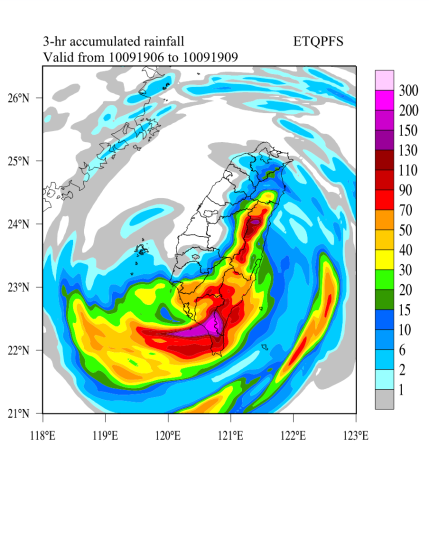 3-hr accumulated rainfall ETQPFS
Valid from 10091906 to 10091909
26°N
25°N
24°N
23°N
22°N
21°N
118°E 119°E 120°E 121°E 122°E 123°E
300
200
150
130
110
90
70
50
40
30
20
15
10
6
2
1